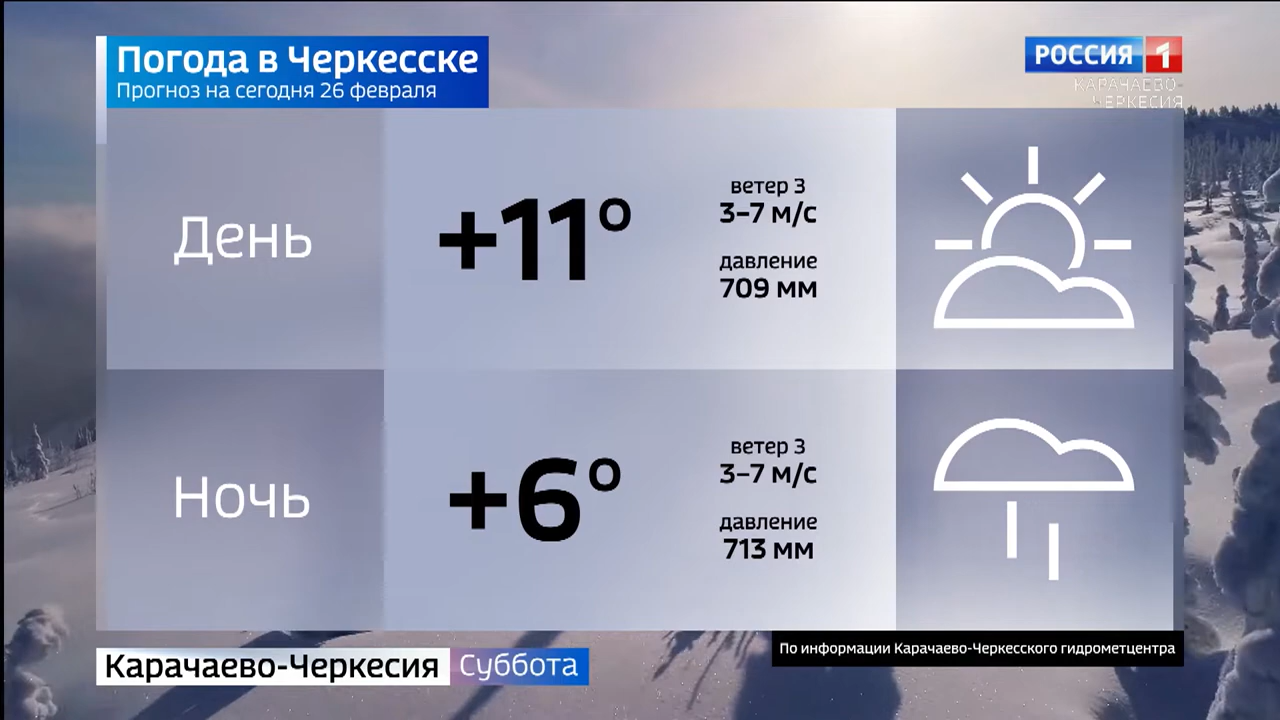 Погода в Черкесске
Прогноз на сегодня 26 февраля
РОССИЯ 1
КАРАЧАЕВО-
ЧЕРКЕСИЯ
День
+11°
ветер З
3–7 м/с
давление
709 мм
Ночь
+6°
ветер З
3–7 м/с
давление
713 мм
По информации Карачаево-Черкесского гидрометцентра
Карачаево-Черкесия Суббота